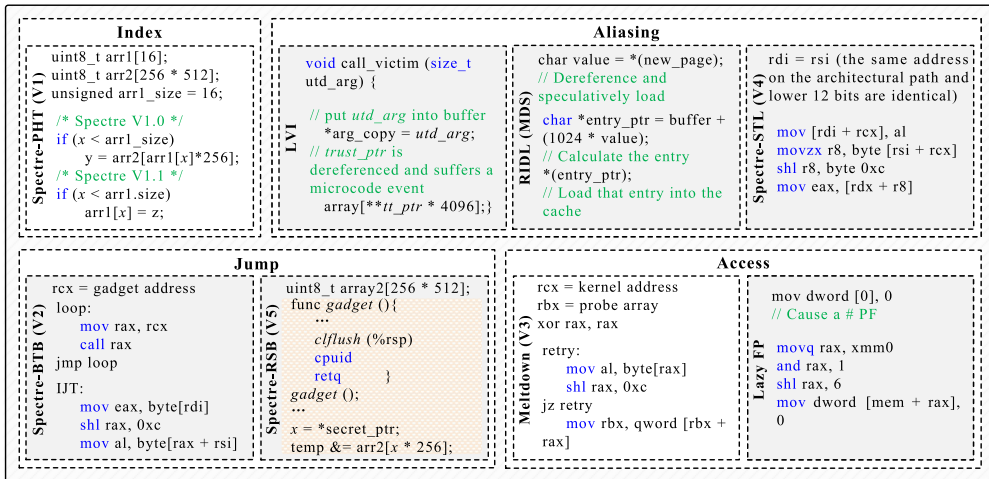 Index
Spectre-PHT (V1)
uint8_t arr1[16];
uint8_t arr2[256 * 512];
unsigned arr1_size = 16;
/* Spectre V1.0 */
if (x < arr1_size)
y = arr2[arr1[x]*256];
/* Spectre V1.1 */
if (x < arr1.size)
arr1[x] = z;
Aliasing
LVI
void call_victim (size_t
utd_arg) {
// put utd_arg into buffer
*arg_copy = utd_arg;
// trust_ptr is
dereferenced and suffers a
microcode event
array[**tt_ptr * 4096];}
RIDL (MDS)
char value = *(new_page);
// Dereference and
speculatively load
char *entry_ptr = buffer +
(1024 * value);
// Calculate the entry
*(entry_ptr);
// Load that entry into the
cache
Spectre-STL (V4)
rdi = rsi (the same address
on the architectural path and
lower 12 bits are identical)
mov [rdi + rcx], al
movzx r8, byte [rsi + rcx]
shl r8, byte 0xc
mov eax, [rdx + r8]
Jump
Spectre-BTB (V2)
rcx = gadget address
loop:
mov rax, rcx
call rax
jmp loop
IJT:
mov eax, byte[rdi]
shl rax, 0xc
mov al, byte[rax + rsi]
Spectre-RSB (V5)
uint8_t array2[256 * 512];
func gadget (){
...
clflush (%rsp)
cpuid
retq }
gadget ();
...
x = *secret_ptr;
temp &= arr2[x * 256];
Access
Meltdown (V3)
rcx = kernel address
rbx = probe array
xor rax, rax
retry:
mov al, byte[rax]
shl rax, 0xc
jz retry
mov rbx, qword [rbx +
rax]
Lazy FP
mov dword [0], 0
// Cause a # PF
movq rax, xmm0
and rax, 1
shl rax, 6
mov dword [mem + rax],
0